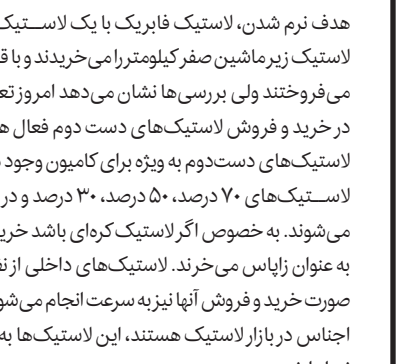 هدف نرم شدن، لاستیک فابریک با یک لاستیک
لاستیک زیر ماشین صفر کیلومتر را می‌خریدند و با ق
می‌فروختند ولی بررسی‌ها نشان می‌دهد امروز تع
در خرید و فروش لاستیک‌های دست دوم فعال ه
لاستیک‌های دست‌دوم به ویژه برای کامیون وجود
لاستیک‌های ۷۰ درصد، ۵۰ درصد، ۳۰ درصد و در
می‌شوند. به خصوص اگر لاستیک کره‌ای باشد خری
به عنوان زاپاس می‌خرند. لاستیک‌های داخلی از نق
صورت خرید و فروش آنها نیز به سرعت انجام می‌شو
اجناس در بازار لاستیک هستند، این لاستیک‌ها به